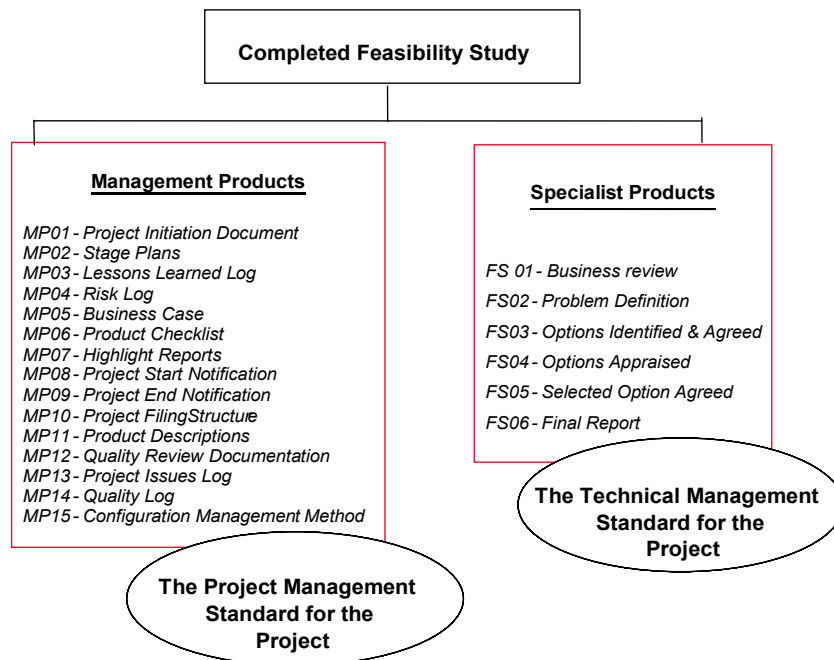 Completed Feasibility Study
Management Products
MP01- Project Initiation Document
MP02- Stage Plans
MP03- Lessons Learned Log
MP04- Risk Log
MP05- Business Case
MP06- Product Checklist
MP07- Highlight Reports
MP08- Project Start Notification
MP09- Project End Notification
MP10- Project FilingStructure
MP11- Product Descriptions
MP12- Quality Review Documentation
MP13- Project Issues Log
MP14- Quality Log
MP15- Configuration Management Method
The Project Management
Standard for the
Project
Specialist Products
FS 01- Business review
FS02- Problem Definition
FS03- Options Identified & Agreed
FS04- Options Appraised
FS05- Selected Option Agreed
FS06- Final Report
The Technical Management
Standard for the
Project